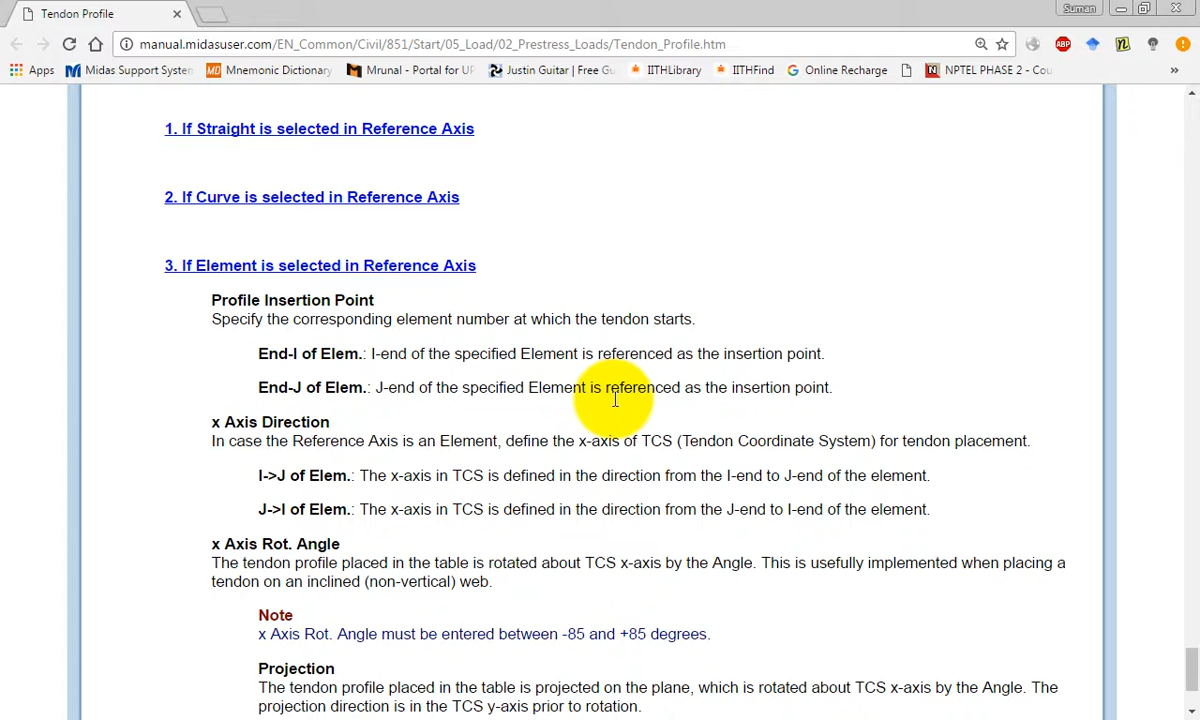 Tendon Profile
Suman
manual.midasuser.com/EN_Common/Civil/851/Start/05_Load/02_Prestress_Loads/Tendon_Profile.htm
Apps Midas Support Systen Mnemonic Dictionary Mrunal - Portal for UP Justin Guitar | Free Gu IITHLibrary IITHFind Online Recharge NPTEL PHASE 2 - Cou »
1. If Straight is selected in Reference Axis
2. If Curve is selected in Reference Axis
3. If Element is selected in Reference Axis
Profile Insertion Point
Specify the corresponding element number at which the tendon starts.
End-I of Elem.: I-end of the specified Element is referenced as the insertion point.
End-J of Elem.: J-end of the specified Element is referenced as the insertion point.
x Axis Direction
In case the Reference Axis is an Element, define the x-axis of TCS (Tendon Coordinate System) for tendon placement.
I->J of Elem.: The x-axis in TCS is defined in the direction from the I-end to J-end of the element.
J->I of Elem.: The x-axis in TCS is defined in the direction from the J-end to I-end of the element.
x Axis Rot. Angle
The tendon profile placed in the table is rotated about TCS x-axis by the Angle. This is usefully implemented when placing a
tendon on an inclined (non-vertical) web.
Note
x Axis Rot. Angle must be entered between -85 and +85 degrees.
Projection
The tendon profile placed in the table is projected on the plane, which is rotated about TCS x-axis by the Angle. The
projection direction is in the TCS y-axis prior to rotation.